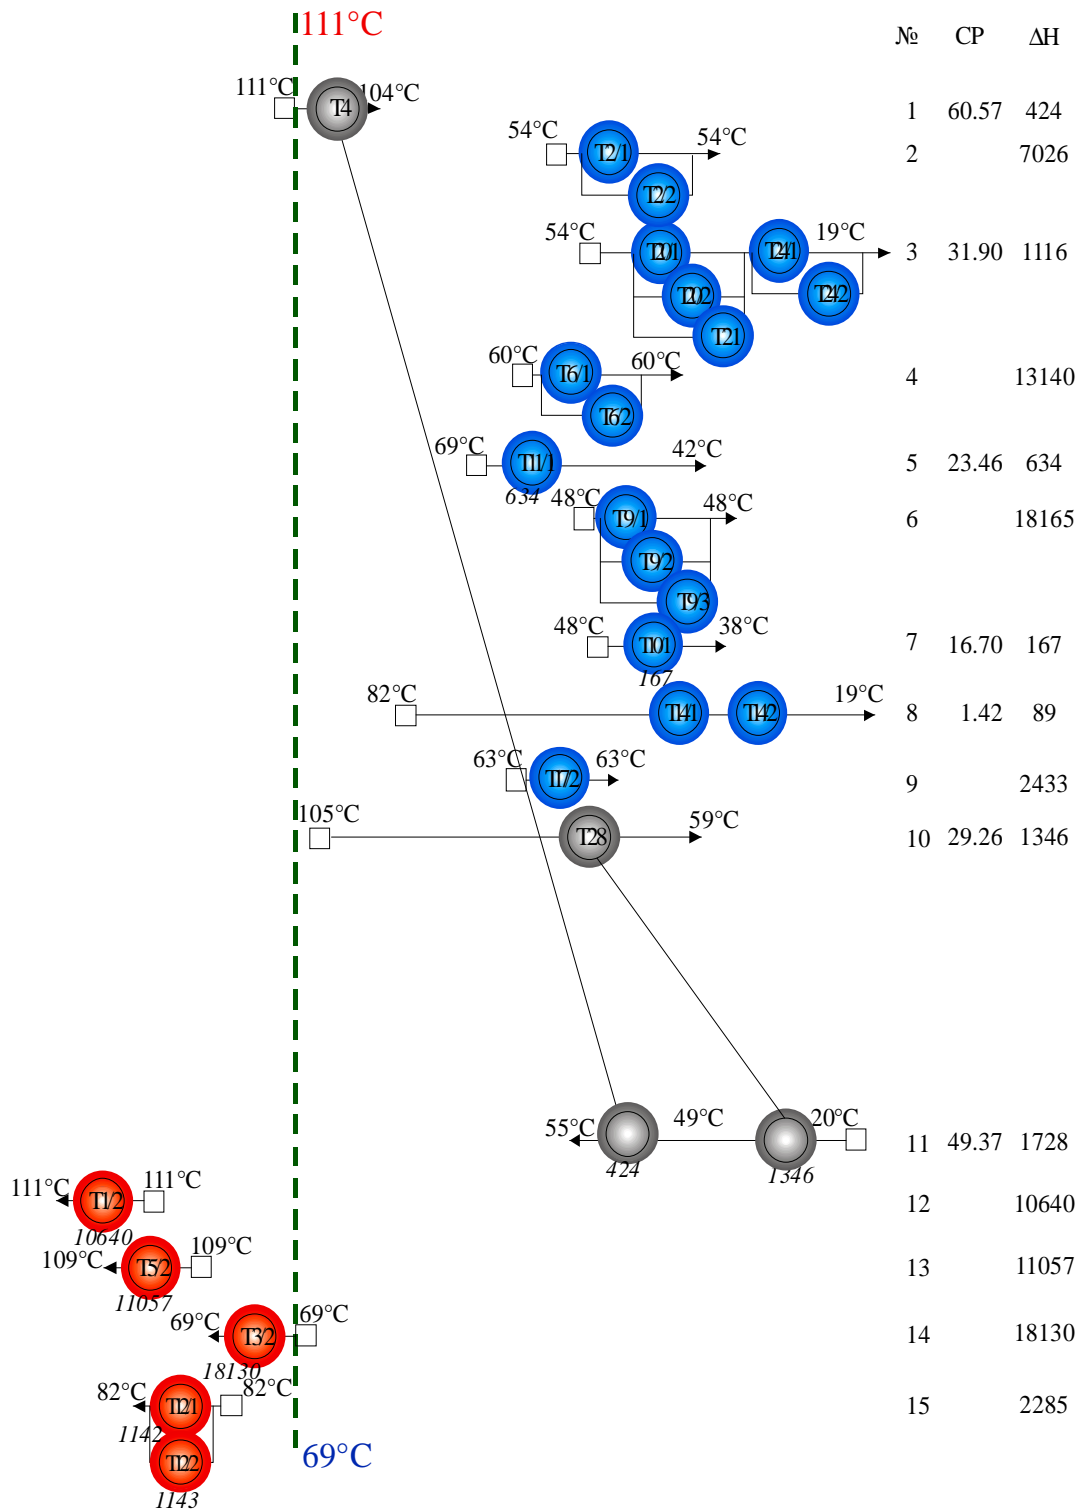 111°C
№ CP ΔH
111°C T4 104°C 1 60.57 424
54°C T2/1 54°C 2 7026
T2/2
54°C T20/1 T24/1 19°C 3 31.90 1116
T20/2 T24/2
T21
60°C T6/1 60°C 4 13140
T6/2
69°C T11/1 42°C 5 23.46 634
634
48°C T9/1 48°C 6 18165
T9/2
T9/3
48°C T10/1 38°C 7 16.70 167
167
82°C T14/1 T14/2 19°C 8 1.42 89
63°C T17/2 63°C 9 2433
105°C T28 59°C 10 29.26 1346
55°C 49°C 20°C 11 49.37 1728
424 1346
111°C T1/2 111°C 12 10640
10640
109°C T5/2 109°C 13 11057
11057
69°C T3/2 69°C 14 18130
18130
82°C T12/1 82°C 15 2285
1142
T12/2
1143
69°C